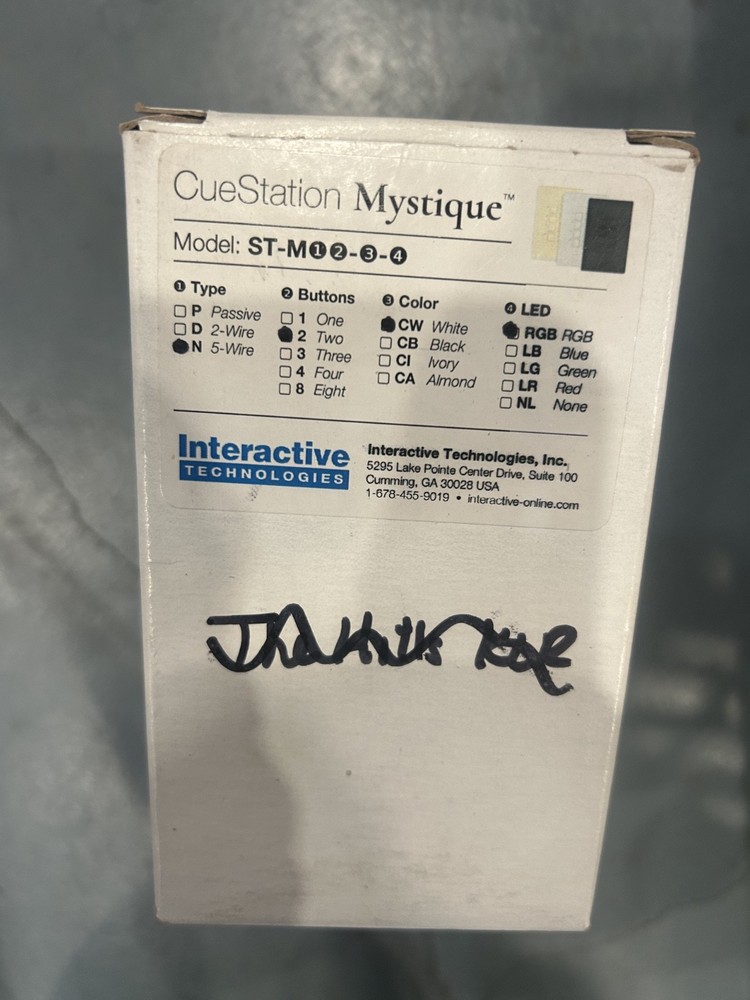 CueStation Mystique™
Model: ST-M❶❷-❸-❹
❶ Type
☐ P Passive
☐ D 2-Wire
● N 5-Wire
❷ Buttons
☐ 1 One
● 2 Two
☐ 3 Three
☐ 4 Four
☐ 8 Eight
❸ Color
● CW White
☐ CB Black
☐ CI Ivory
☐ CA Almond
❹ LED
● RGB RGB
☐ LB Blue
☐ LG Green
☐ LR Red
☐ NL None
Interactive
TECHNOLOGIES
Interactive Technologies, Inc.
5295 Lake Pointe Center Drive, Suite 100
Cumming, GA 30028 USA
1-678-455-9019 • interactive-online.com